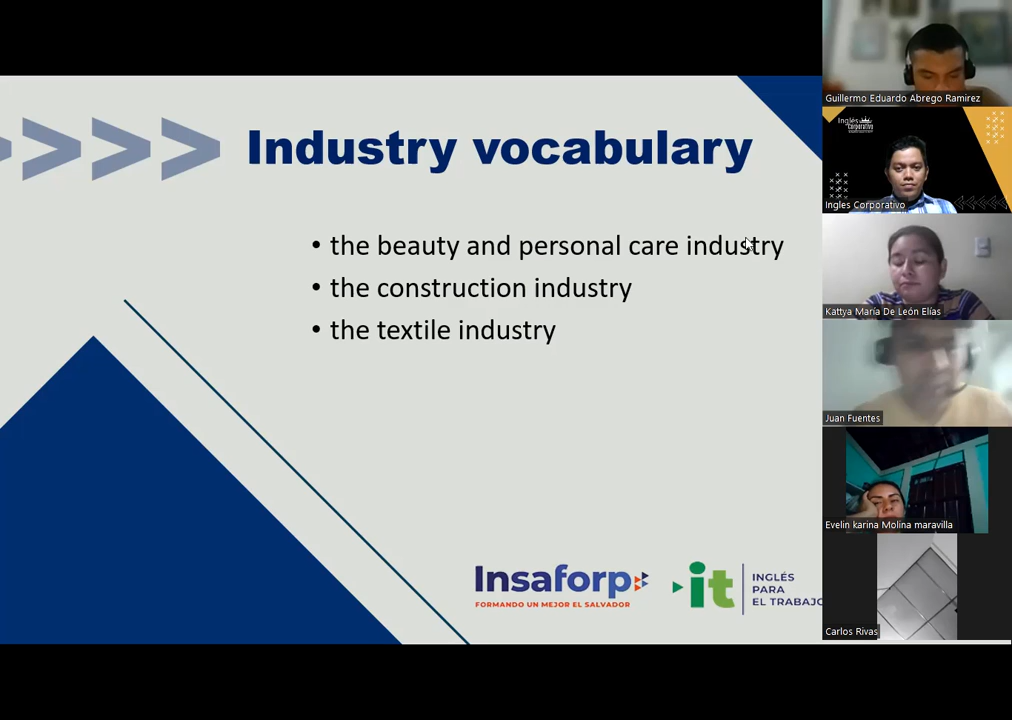 Industry vocabulary
• the beauty and personal care industry
• the construction industry
• the textile industry
Insaforp
FORMANDO UN MEJOR EL SALVADOR
it
INGLÉS
PARA
EL TRABAJO
Guillermo Eduardo Abrego Ramirez
Inglés
Corporativo
Ingles Corporativo
Kattya María De León Elías
Juan Fuentes
Evelin karina Molina maravilla
Carlos Rivas